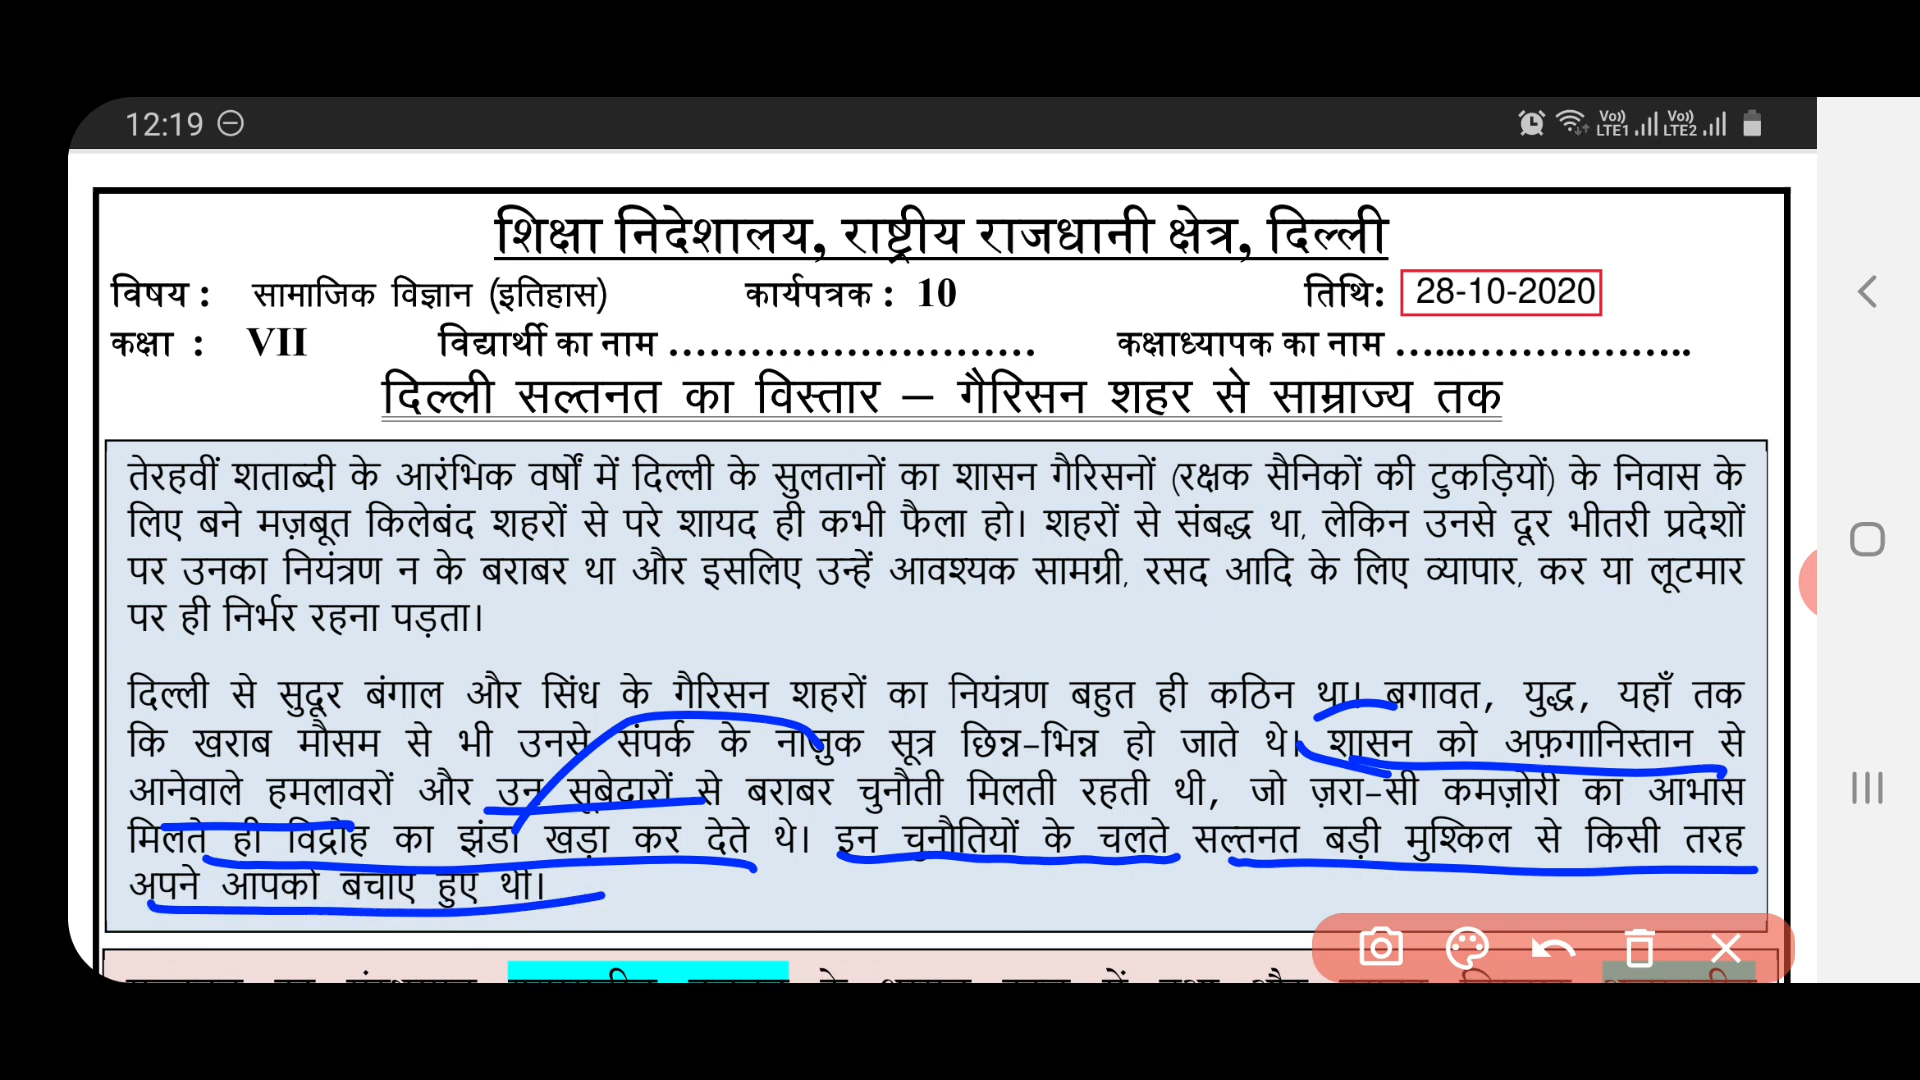 12:19
Vo)) LTE1 Vo)) LTE2
शिक्षा निदेशालय, राष्ट्रीय राजधानी क्षेत्र, दिल्ली
विषय : सामाजिक विज्ञान (इतिहास) कार्यपत्रक : 10 तिथि: 28-10-2020
कक्षा : VII विद्यार्थी का नाम ........................... कक्षाध्यापक का नाम ......................
दिल्ली सल्तनत का विस्तार – गैरिसन शहर से साम्राज्य तक
तेरहवीं शताब्दी के आरंभिक वर्षों में दिल्ली के सुलतानों का शासन गैरिसनों (रक्षक सैनिकों की टुकड़ियों) के निवास के
लिए बने मज़बूत किलेबंद शहरों से परे शायद ही कभी फैला हो। शहरों से संबद्ध था, लेकिन उनसे दूर भीतरी प्रदेशों
पर उनका नियंत्रण न के बराबर था और इसलिए उन्हें आवश्यक सामग्री, रसद आदि के लिए व्यापार, कर या लूटमार
पर ही निर्भर रहना पड़ता।
दिल्ली से सुदूर बंगाल और सिंध के गैरिसन शहरों का नियंत्रण बहुत ही कठिन था। बगावत, युद्ध, यहाँ तक
कि खराब मौसम से भी उनसे संपर्क के नाज़ुक सूत्र छिन्न-भिन्न हो जाते थे। शासन को अफ़गानिस्तान से
आनेवाले हमलावरों और उन सूबेदारों से बराबर चुनौती मिलती रहती थी, जो ज़रा-सी कमज़ोरी का आभास
मिलते ही विद्रोह का झंडा खड़ा कर देते थे। इन चुनौतियों के चलते सल्तनत बड़ी मुश्किल से किसी तरह
अपने आपको बचाए हुए थी।